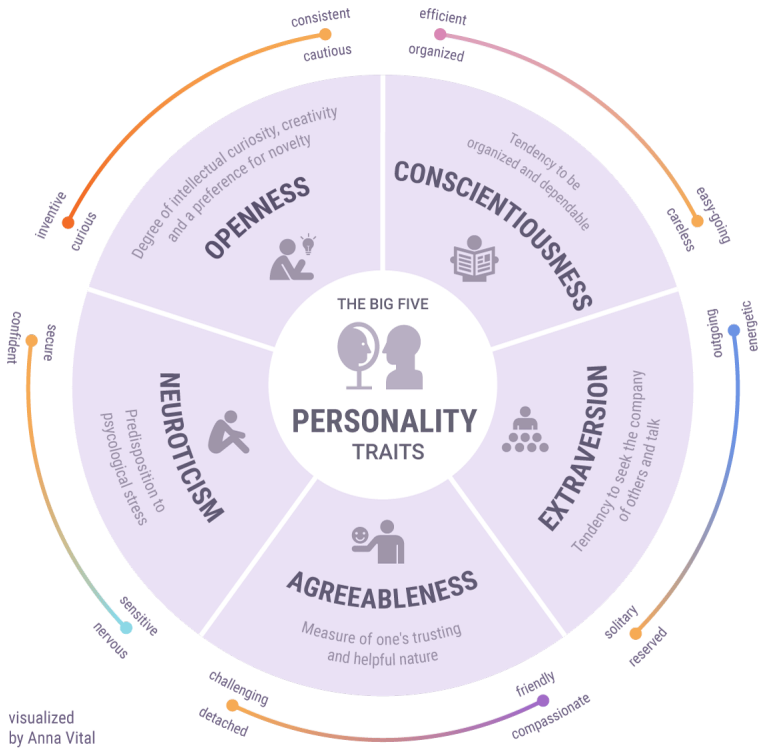 THE BIG FIVE
PERSONALITY
TRAITS
consistent
cautious
inventive
curious
Degree of intellectual curiosity, creativity
and a preference for novelty
OPENNESS
efficient
organized
easy-going
careless
Tendency to be
organized and dependable
CONSCIENTIOUSNESS
energetic
outgoing
solitary
reserved
EXTRAVERSION
Tendency to seek the company
of others and talk
AGREEABLENESS
Measure of one's trusting
and helpful nature
friendly
compassionate
challenging
detached
NEUROTICISM
Predisposition to
psycological stress
secure
confident
sensitive
nervous
visualized
by Anna Vital